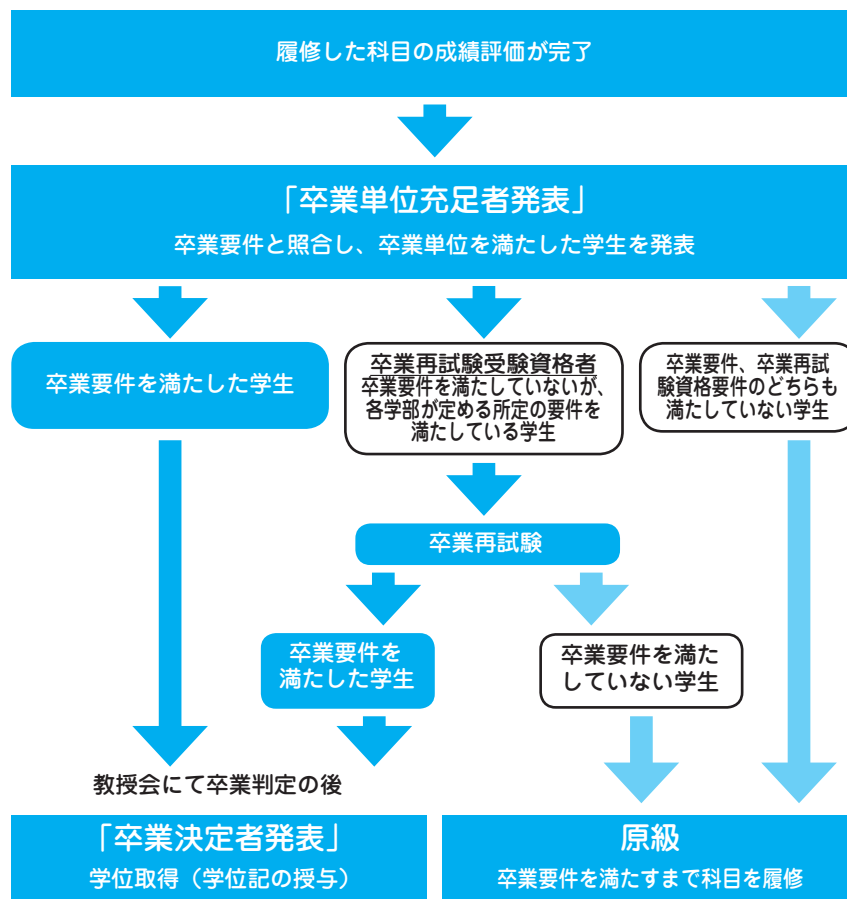 履修した科目の成績評価が完了
「卒業単位充足者発表」
卒業要件と照合し、卒業単位を満たした学生を発表
卒業要件を満たした学生
卒業再試験受験資格者
卒業要件を満たしていないが、
各学部が定める所定の要件を
満たしている学生
卒業要件、卒業再試
験資格要件のどちらも
満たしていない学生
卒業再試験
卒業要件を
満たした学生
卒業要件を満た
していない学生
教授会にて卒業判定の後
「卒業決定者発表」
学位取得（学位記の授与）
原級
卒業要件を満たすまで科目を履修